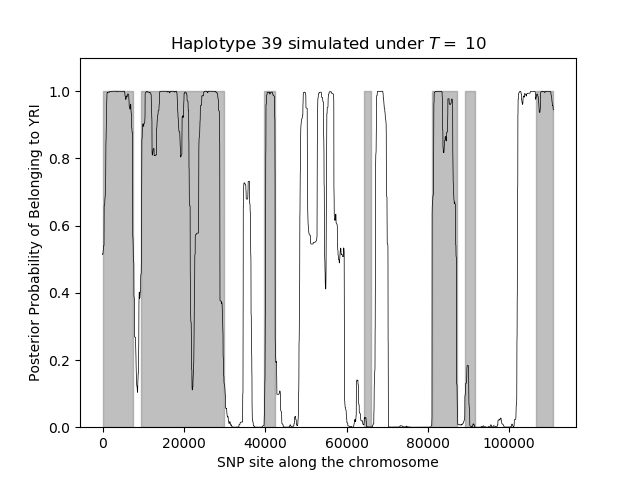 Haplotype 39 simulated under T = 10
Posterior Probability of Belonging to YRI
1.0
0.8
0.6
0.4
0.2
0.0
0 20000 40000 60000 80000 100000
SNP site along the chromosome